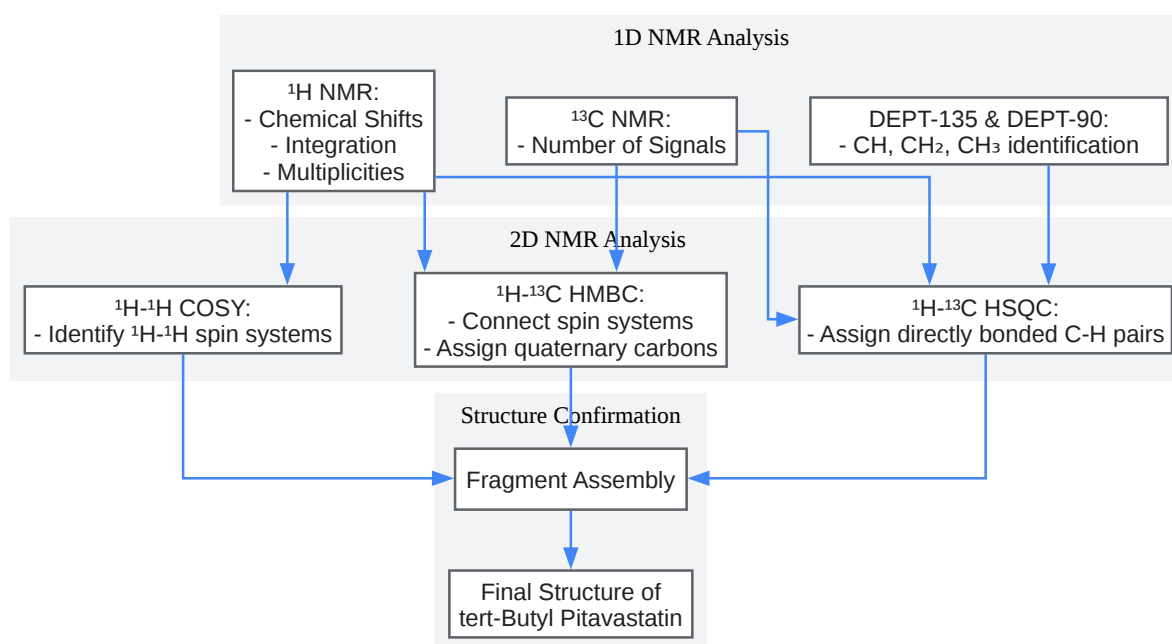 1D NMR Analysis
¹H NMR:
- Chemical Shifts
- Integration
- Multiplicities
¹³C NMR:
- Number of Signals
DEPT-135 & DEPT-90:
- CH, CH₂, CH₃ identification
2D NMR Analysis
¹H-¹H COSY:
- Identify ¹H-¹H spin systems
¹H-¹³C HMBC:
- Connect spin systems
- Assign quaternary carbons
¹H-¹³C HSQC:
- Assign directly bonded C-H pairs
Structure Confirmation
Fragment Assembly
Final Structure of
tert-Butyl Pitavastatin